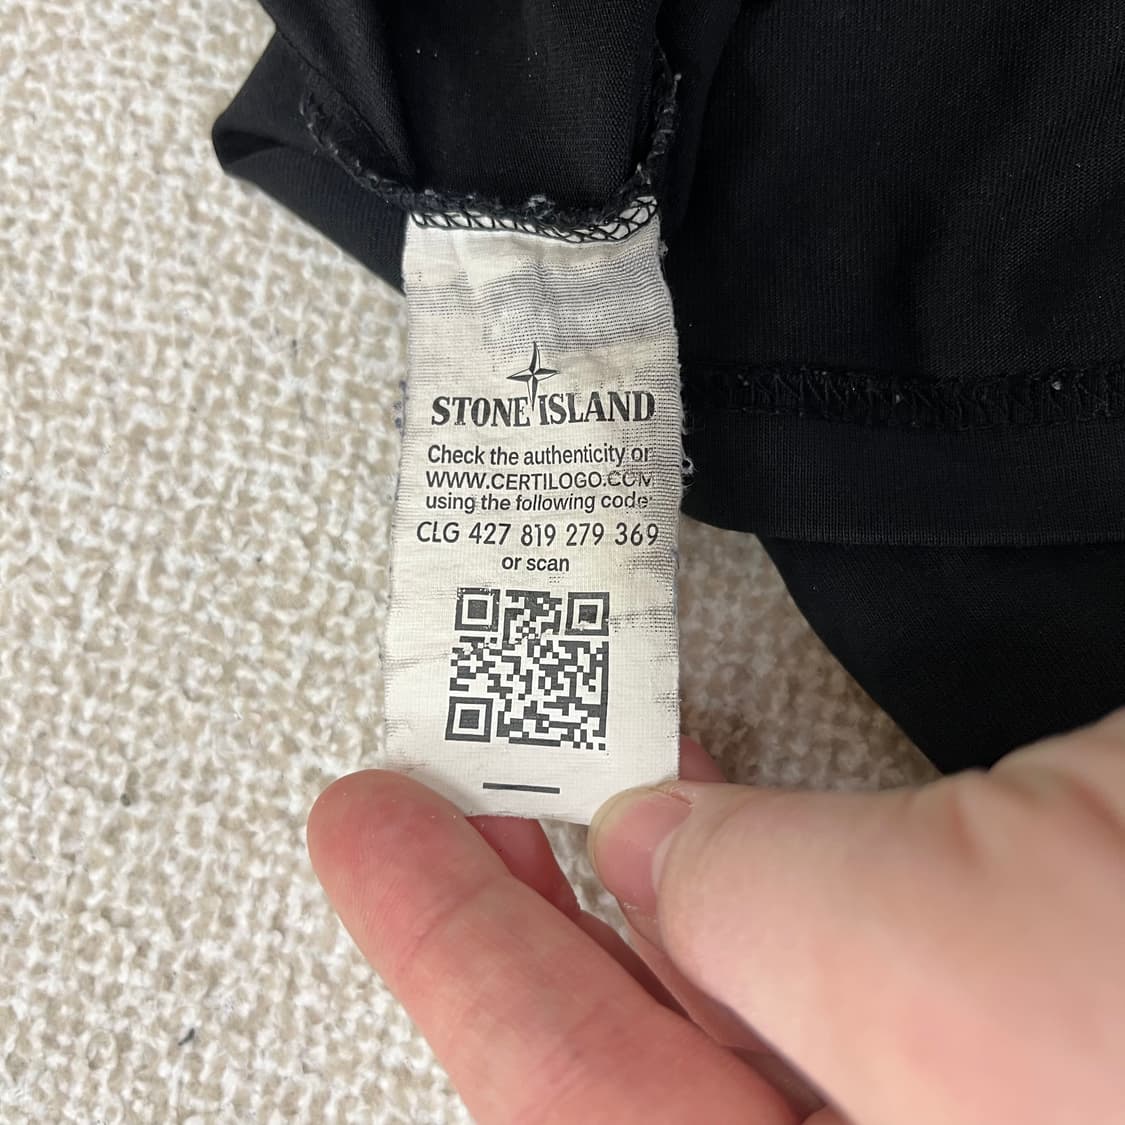 STONE ISLAND
Check the authenticity on
WWW.CERTILOGO.COM
using the following code:
CLG 427 819 279 369
or scan